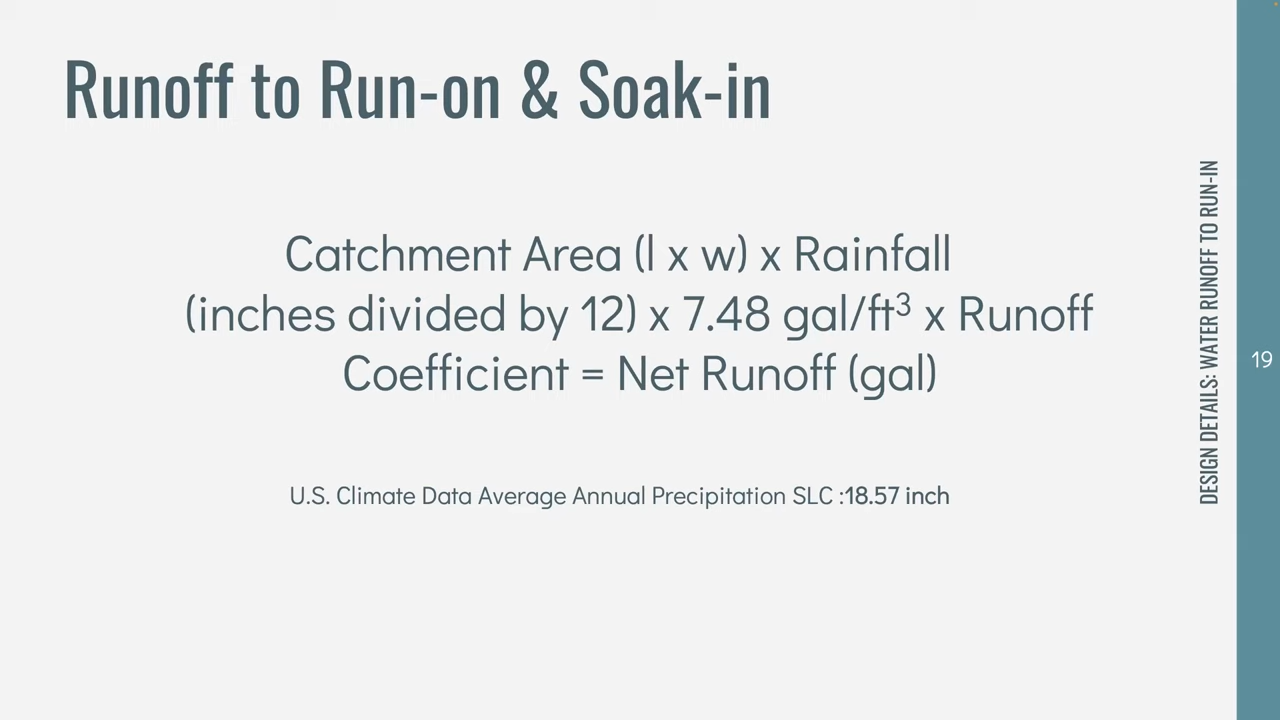 Runoff to Run-on & Soak-in
Catchment Area (l x w) x Rainfall
(inches divided by 12) x 7.48 gal/ft³ x Runoff
Coefficient = Net Runoff (gal)
U.S. Climate Data Average Annual Precipitation SLC :18.57 inch
DESIGN DETAILS: WATER RUNOFF TO RUN-IN
19